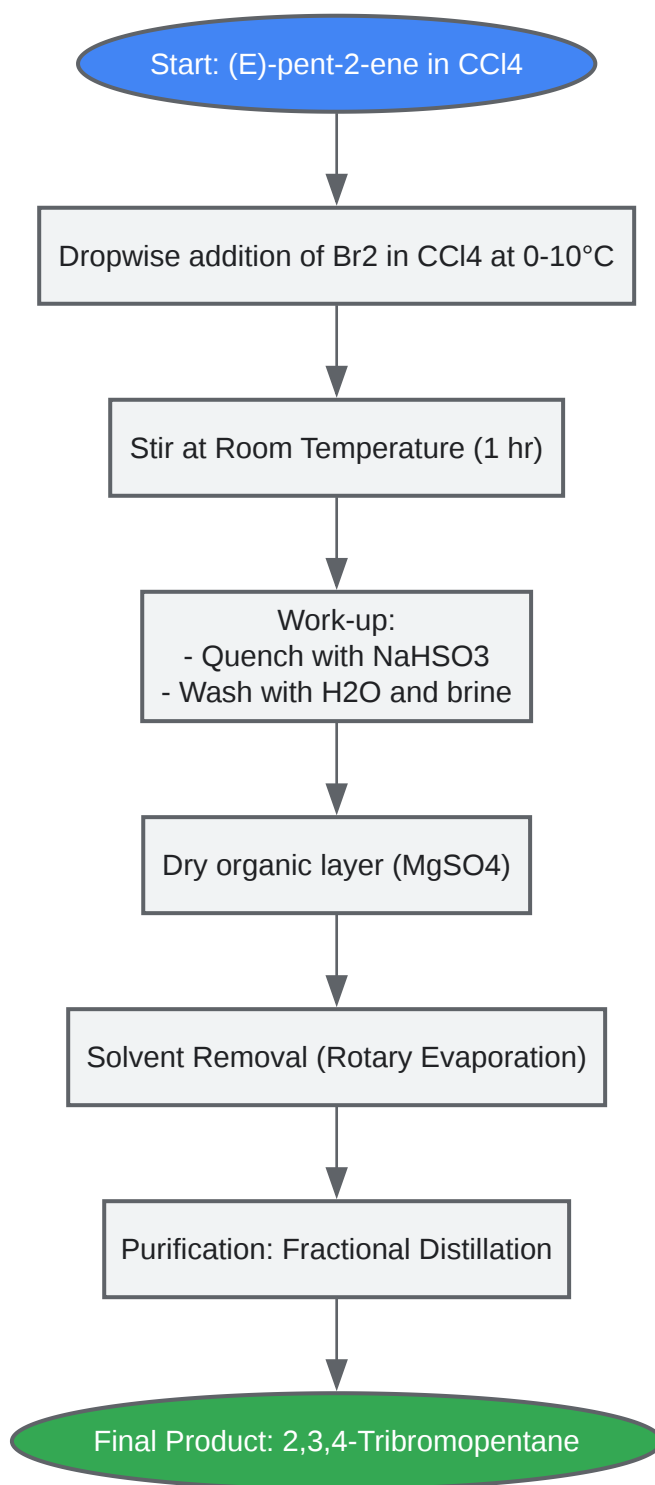 Start: (E)-pent-2-ene in CCl4
Dropwise addition of Br2 in CCl4 at 0-10°C
Stir at Room Temperature (1 hr)
Work-up:
- Quench with NaHSO3
- Wash with H2O and brine
Dry organic layer (MgSO4)
Solvent Removal (Rotary Evaporation)
Purification: Fractional Distillation
Final Product: 2,3,4-Tribromopentane